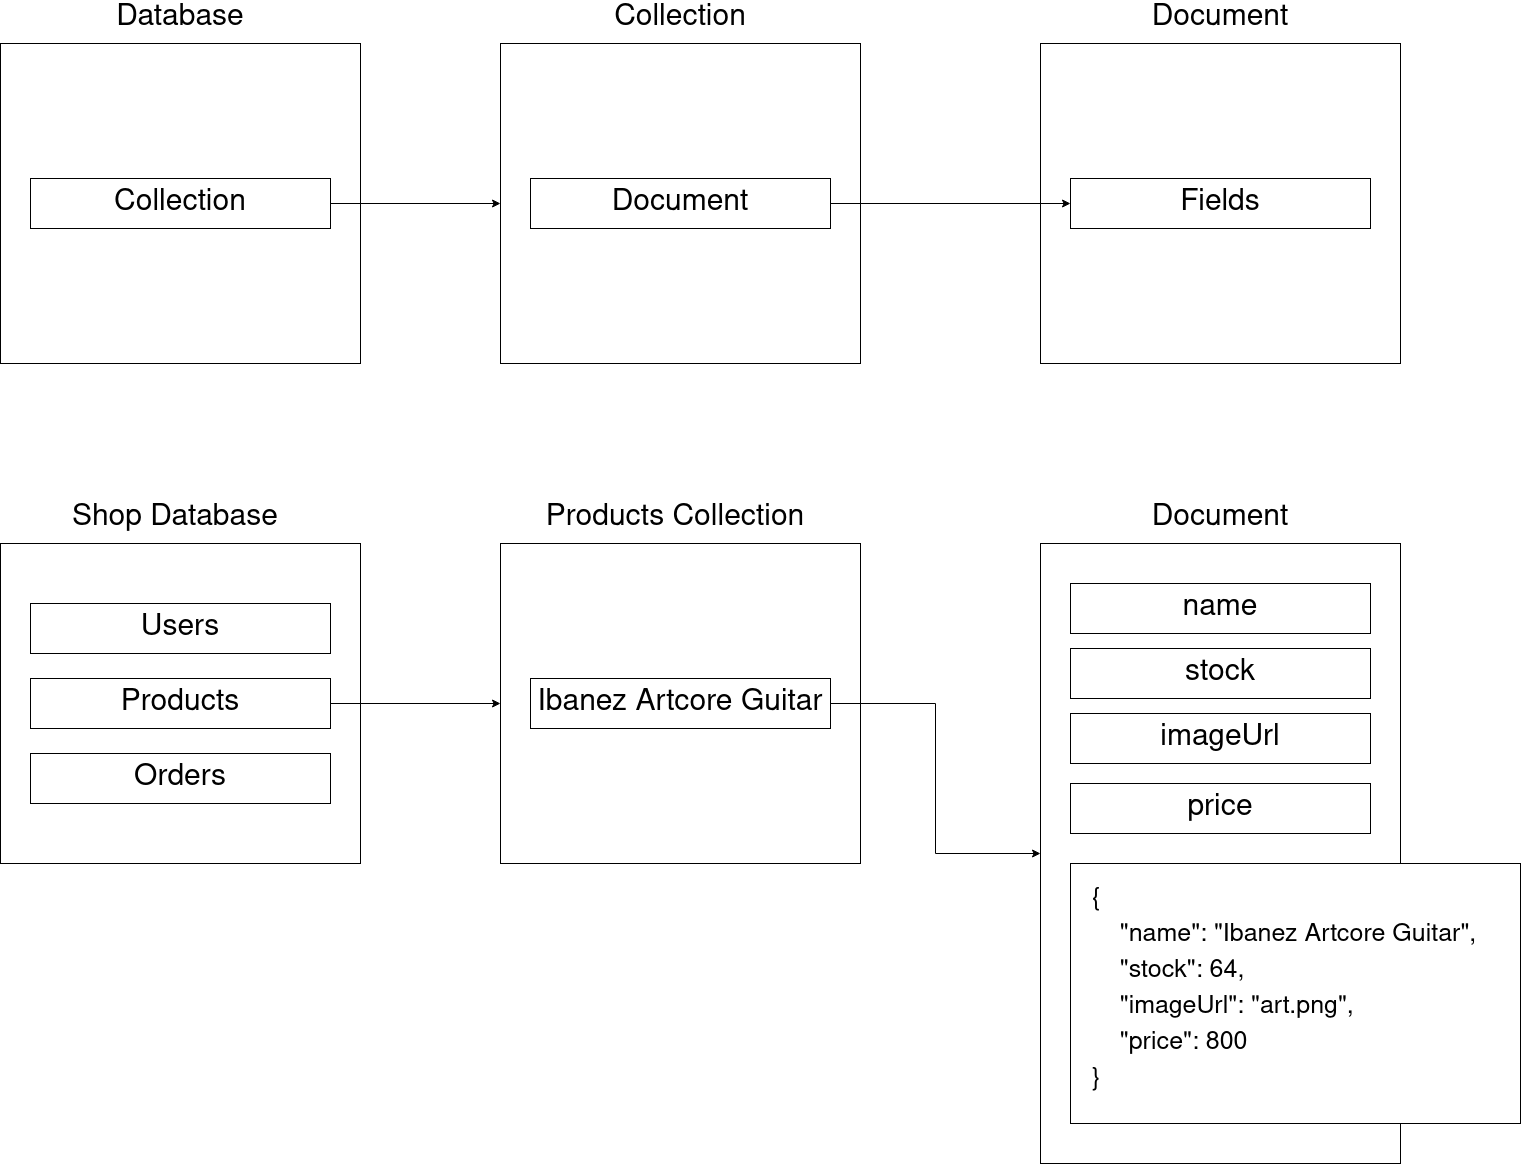 Database
Collection
Document
Collection
Document
Fields
Shop Database
Products Collection
Document
Users
Products
Orders
Ibanez Artcore Guitar
name
stock
imageUrl
price
{
"name": "Ibanez Artcore Guitar",
"stock": 64,
"imageUrl": "art.png",
"price": 800
}